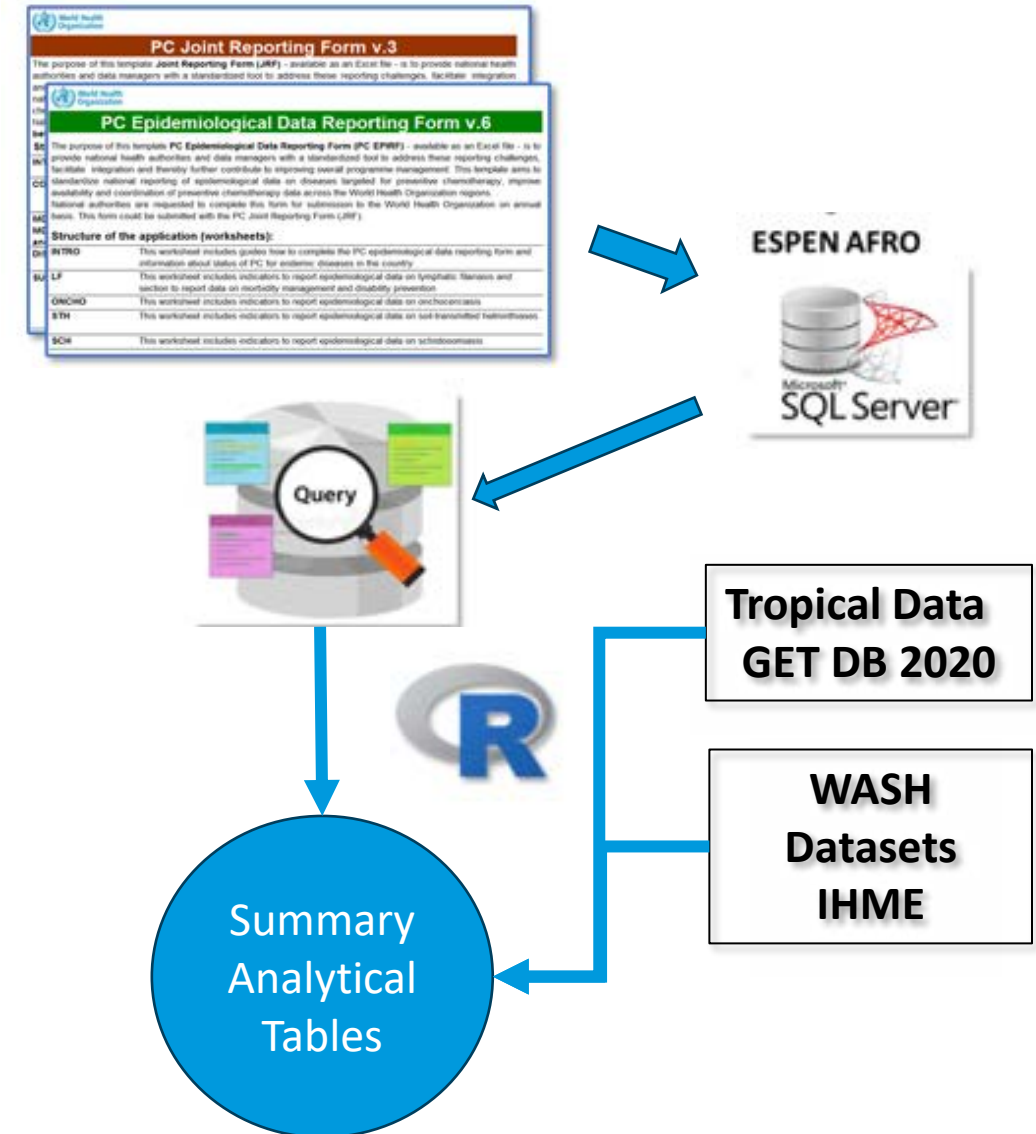 World Health
Organization
PC Joint Reporting Form v.3
The purpose of this template Joint Reporting Form (JRF) - available as an Excel file - is to provide national health
authorities and data managers with a standardized tool to address these reporting challenges, facilitate integration
World Health
Organization
PC Epidemiological Data Reporting Form v.6
The purpose of this template PC Epidemiological Data Reporting Form (PC EPIRF) - available as an Excel file - is to
provide national health authorities and data managers with a standardized tool to address these reporting challenges,
facilitate integration and thereby further contribute to improving overall programme management. This template aims to
standardize national reporting of epidemiological data on diseases targeted for preventive chemotherapy, improve
availability and coordination of preventive chemotherapy data across the World Health Organization regions.
National authorities are requested to complete this form for submission to the World Health Organization on annual
basis. This form could be submitted with the PC Joint Reporting Form (JRF).
Structure of the application (worksheets):
INTRO This worksheet includes guides how to complete the PC epidemiological data reporting form and
information about status of PC for endemic diseases in the country
LF This worksheet includes indicators to report epidemiological data on lymphatic filariasis and
section to report data on morbidity management and disability prevention
ONCHO This worksheet includes indicators to report epidemiological data on onchocerciasis
STH This worksheet includes indicators to report epidemiological data on soil-transmitted helminthiases
SCH This worksheet includes indicators to report epidemiological data on schistosomiasis
ESPEN AFRO
Microsoft
SQL Server
Query
R
Tropical Data
GET DB 2020
WASH
Datasets
IHME
Summary
Analytical
Tables